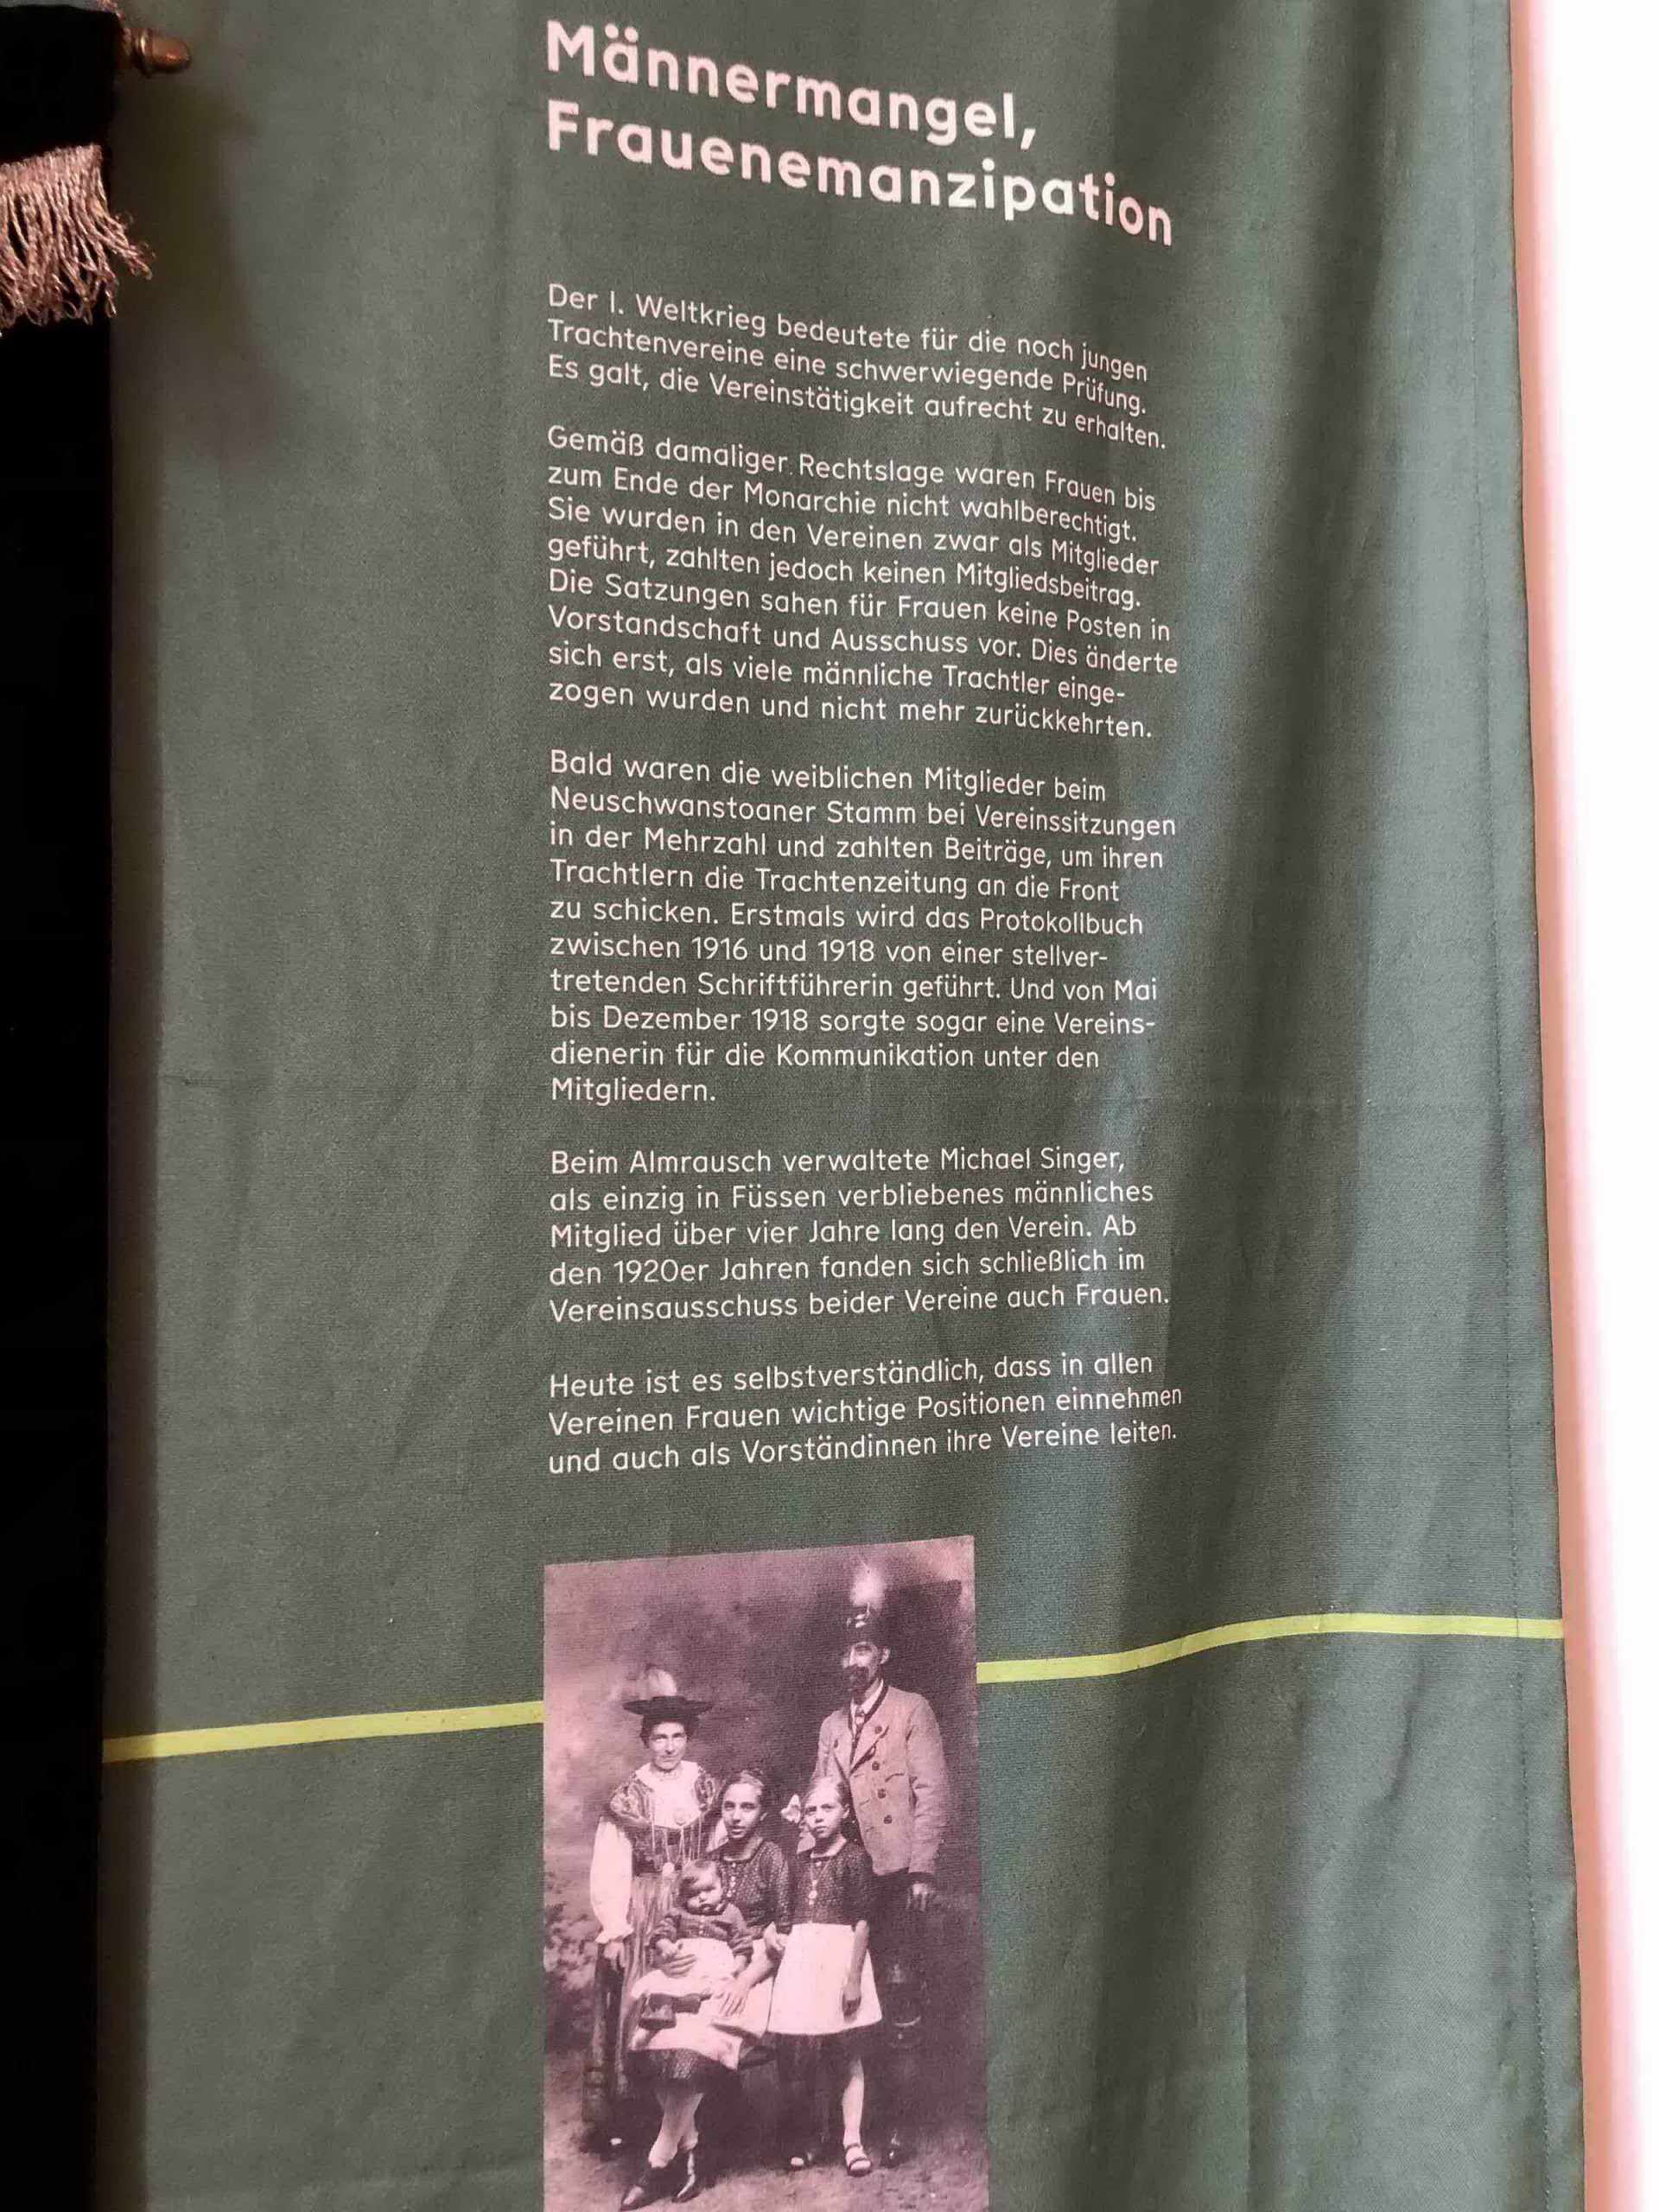 Männermangel,
Frauenemanzipation
Der I. Weltkrieg bedeutete für die noch jungen
Trachtenvereine eine schwerwiegende Prüfung.
Es galt, die Vereinstätigkeit aufrecht zu erhalten.
Gemäß damaliger Rechtslage waren Frauen bis
zum Ende der Monarchie nicht wahlberechtigt.
Sie wurden in den Vereinen zwar als Mitglieder
geführt, zahlten jedoch keinen Mitgliedsbeitrag.
Die Satzungen sahen für Frauen keine Posten in
Vorstandschaft und Ausschuss vor. Dies änderte
sich erst, als viele männliche Trachtler einge-
zogen wurden und nicht mehr zurückkehrten.
Bald waren die weiblichen Mitglieder beim
Neuschwanstoaner Stamm bei Vereinssitzungen
in der Mehrzahl und zahlten Beiträge, um ihren
Trachtlern die Trachtenzeitung an die Front
zu schicken. Erstmals wird das Protokollbuch
zwischen 1916 und 1918 von einer stellver-
tretenden Schriftführerin geführt. Und von Mai
bis Dezember 1918 sorgte sogar eine Vereins-
dienerin für die Kommunikation unter den
Mitgliedern.
Beim Almrausch verwaltete Michael Singer,
als einzig in Füssen verbliebenes männliches
Mitglied über vier Jahre lang den Verein. Ab
den 1920er Jahren fanden sich schließlich im
Vereinsausschuss beider Vereine auch Frauen.
Heute ist es selbstverständlich, dass in allen
Vereinen Frauen wichtige Positionen einnehmen
und auch als Vorständinnen ihre Vereine leiten.